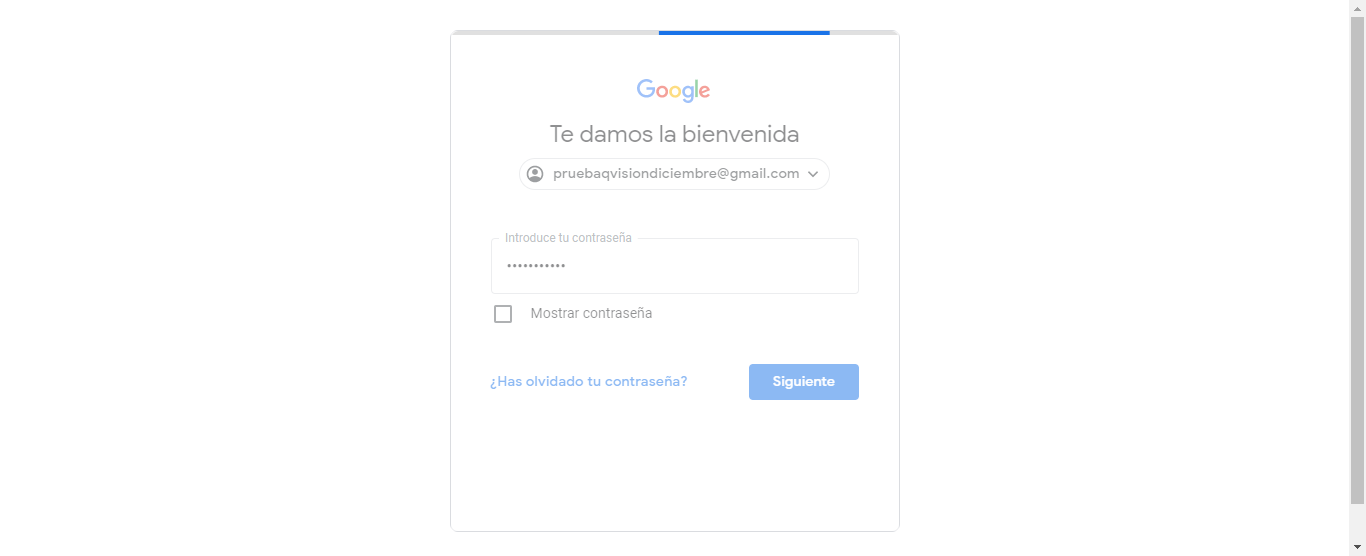 Google
Te damos la bienvenida
pruebaqvisiondiciembre@gmail.com
Introduce tu contraseña
•••••••••••
Mostrar contraseña
¿Has olvidado tu contraseña?
Siguiente